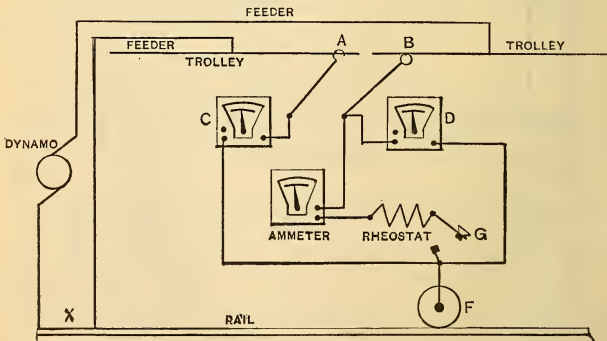 FEEDER
FEEDER
A
B
TROLLEY
TROLLEY
C
D
DYNAMO
AMMETER
RHEOSTAT
G
F
X
RAIL